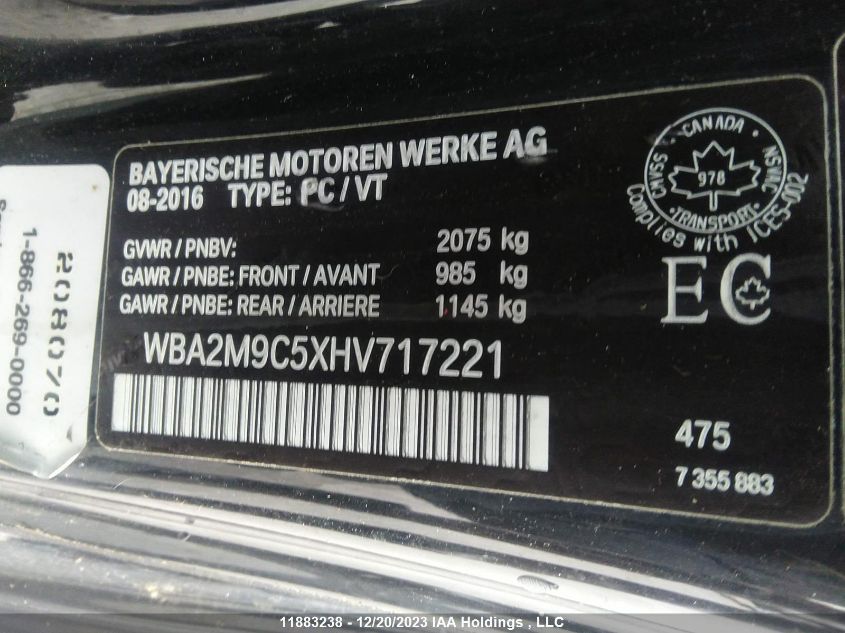 BAYERISCHE MOTOREN WERKE AG
08-2016 TYPE: PC / VT
GVWR / PNBV: 2075 kg
GAWR / PNBE: FRONT / AVANT 985 kg
GAWR / PNBE: REAR / ARRIERE 1145 kg
WBA2M9C5XHV717221
CANADA
978
NSVAC
CMVSS
TRANSPORT
Complies with ICES-002
EC
475
7 355 883
208070
1-866-269-0000
11883238 - 12/20/2023 IAA Holdings , LLC